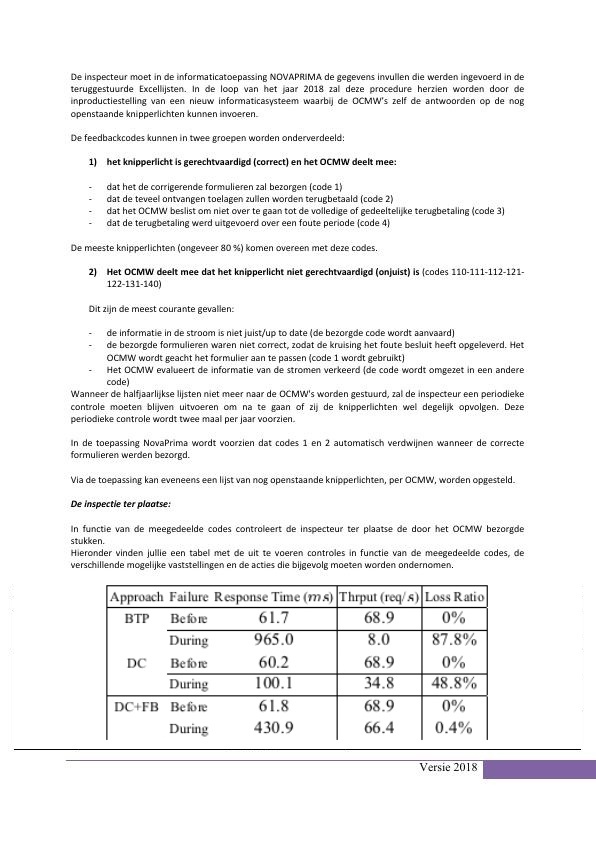 De inspecteur moet in de informaticatoepassing NOVAPRIMA de gegevens invullen die werden ingevoerd in de
teruggestuurde Excellijsten. In de loop van het jaar 2018 zal deze procedure herzien worden door de
inproductiestelling van een nieuw informaticasysteem waarbij de OCMW's zelf de antwoorden op de nog
openstaande knipperlichten kunnen invoeren.
De feedbackcodes kunnen in twee groepen worden onderverdeeld:
1) het knipperlicht is gerechtvaardigd (correct) en het OCMW deelt mee:
- dat het de corrigerende formulieren zal bezorgen (code 1)
- dat de teveel ontvangen toelagen zullen worden terugbetaald (code 2)
- dat het OCMW beslist om niet over te gaan tot de volledige of gedeeltelijke terugbetaling (code 3)
- dat de terugbetaling werd uitgevoerd over een foute periode (code 4)
De meeste knipperlichten (ongeveer 80 %) komen overeen met deze codes.
2) Het OCMW deelt mee dat het knipperlicht niet gerechtvaardigd (onjuist) is (codes 110-111-112-121-
122-131-140)
Dit zijn de meest courante gevallen:
- de informatie in de stroom is niet juist/up to date (de bezorgde code wordt aanvaard)
- de bezorgde formulieren waren niet correct, zodat de kruising het foute besluit heeft opgeleverd. Het
OCMW wordt geacht het formulier aan te passen (code 1 wordt gebruikt)
- Het OCMW evalueert de informatie van de stromen verkeerd (de code wordt omgezet in een andere
code)
Wanneer de halfjaarlijkse lijsten niet meer naar de OCMW's worden gestuurd, zal de inspecteur een periodieke
controle moeten blijven uitvoeren om na te gaan of zij de knipperlichten wel degelijk opvolgen. Deze
periodieke controle wordt twee maal per jaar voorzien.
In de toepassing NovaPrima wordt voorzien dat codes 1 en 2 automatisch verdwijnen wanneer de correcte
formulieren werden bezorgd.
Via de toepassing kan eveneens een lijst van nog openstaande knipperlichten, per OCMW, worden opgesteld.
De inspectie ter plaatse:
In functie van de meegedeelde codes controleert de inspecteur ter plaatse de door het OCMW bezorgde
stukken.
Hieronder vinden jullie een tabel met de uit te voeren controles in functie van de meegedeelde codes, de
verschillende mogelijke vaststellingen en de acties die bijgevolg moeten worden ondernomen.
Approach Failure Response Time (ms) Thrput (req/s) Loss Ratio
BTP Before 61.7 68.9 0%
During 965.0 8.0 87.8%
DC Before 60.2 68.9 0%
During 100.1 34.8 48.8%
DC+FB Before 61.8 68.9 0%
During 430.9 66.4 0.4%
Versie 2018